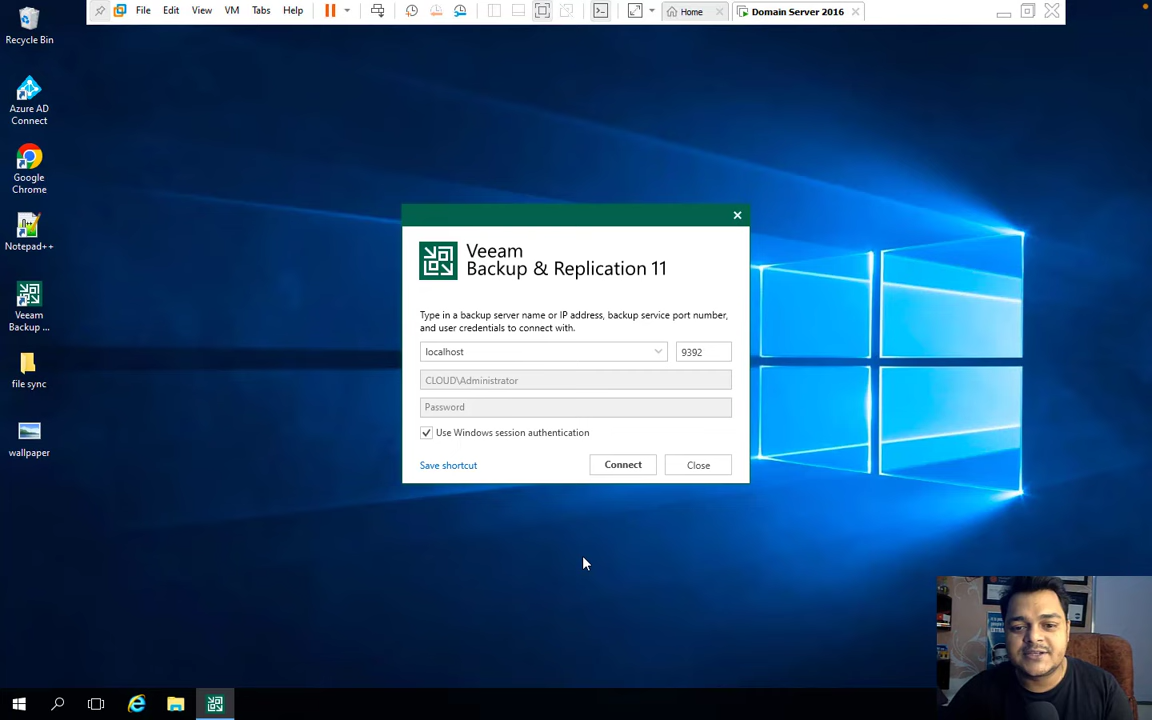 File Edit View VM Tabs Help Home Domain Server 2016
Recycle Bin
Azure AD
Connect
Google
Chrome
Notepad++
Veeam
Backup ...
file sync
wallpaper
Veeam
Backup & Replication 11
Type in a backup server name or IP address, backup service port number,
and user credentials to connect with.
localhost 9392
CLOUD\Administrator
Password
Use Windows session authentication
Save shortcut Connect Close